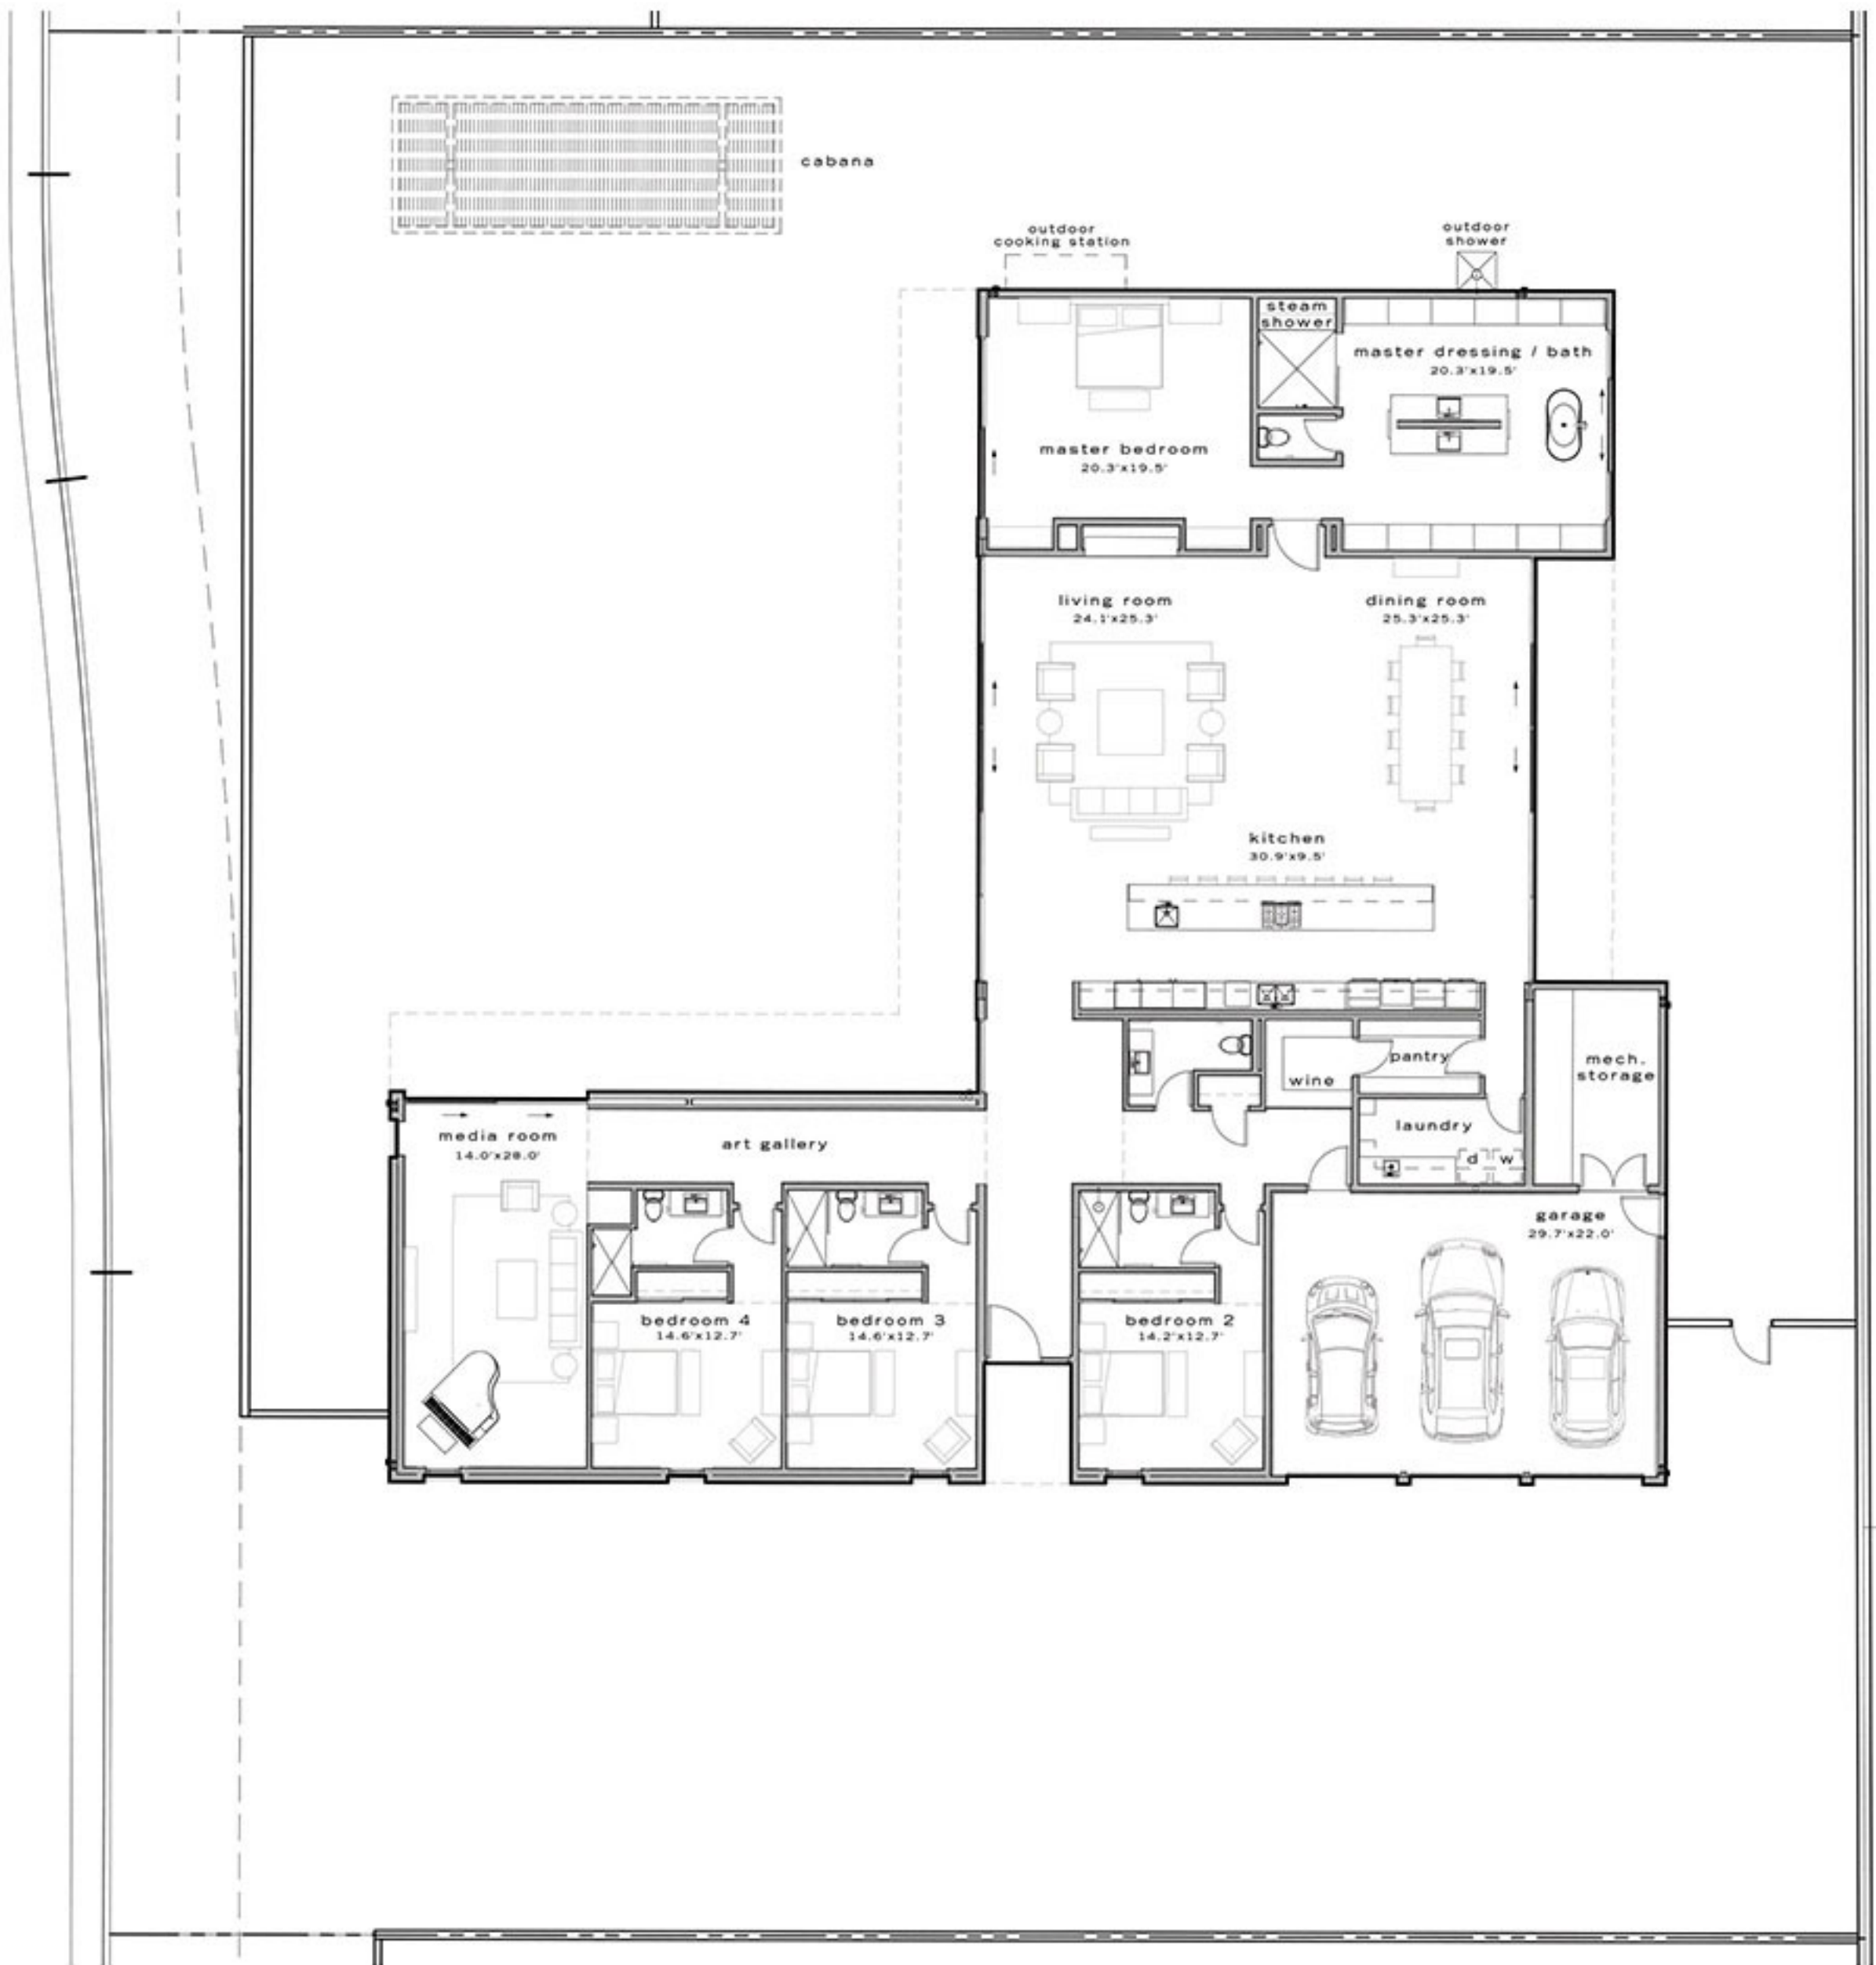 cabana
outdoor
cooking station
outdoor
shower
steam
shower
master dressing / bath
20.3'x19.5'
master bedroom
20.3'x19.5'
living room
24.1'x25.3'
dining room
25.3'x25.3'
kitchen
30.9'x9.5'
pantry
wine
mech.
storage
laundry
d w
media room
14.0'x28.0'
art gallery
garage
29.7'x22.0'
bedroom 4
14.6'x12.7'
bedroom 3
14.6'x12.7'
bedroom 2
14.2'x12.7'